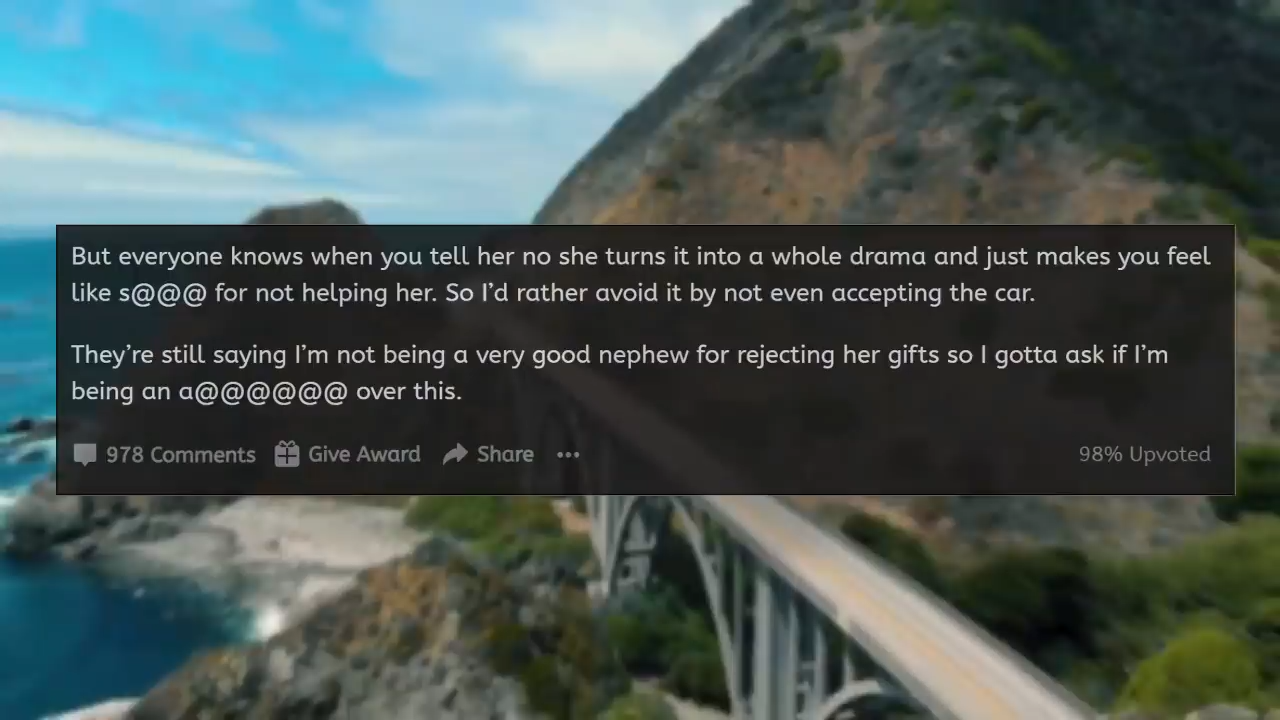 But everyone knows when you tell her no she turns it into a whole drama and just makes you feel
like s@@@ for not helping her. So I’d rather avoid it by not even accepting the car.
They’re still saying I’m not being a very good nephew for rejecting her gifts so I gotta ask if I’m
being an a@@@@@@ over this.
978 Comments Give Award Share ••• 98% Upvoted